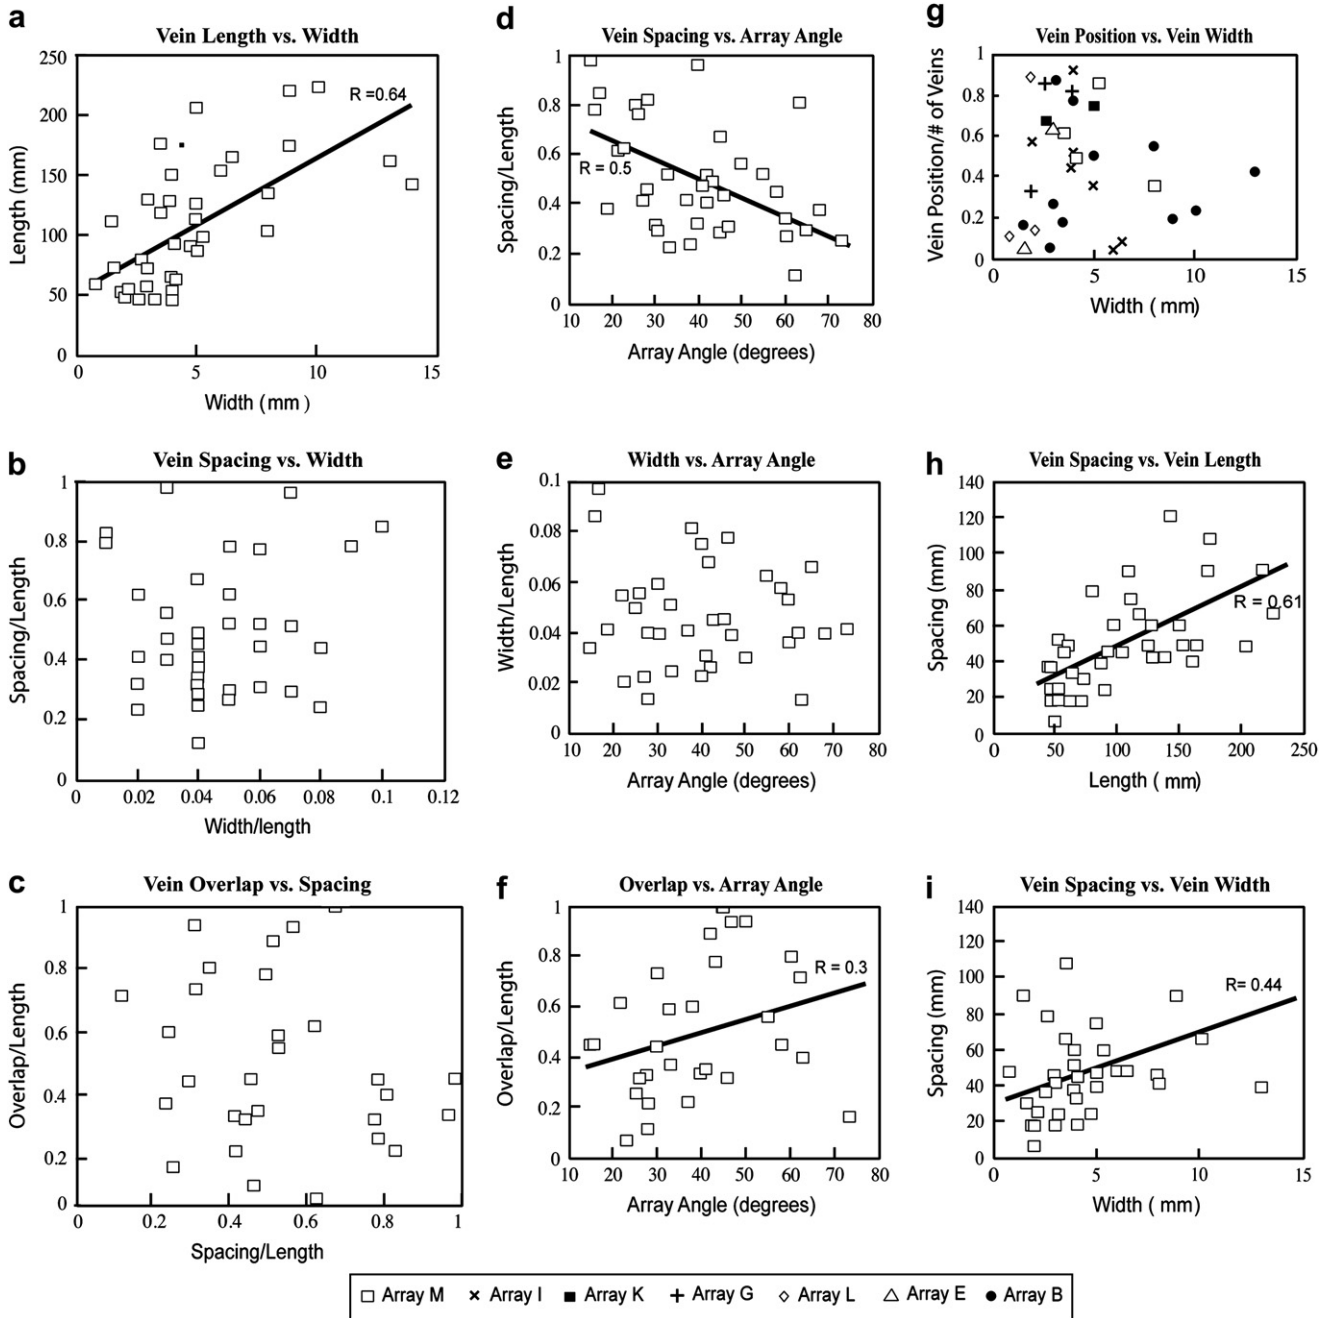 a
Vein Length vs. Width
250
200
150
100
50
0
Length (mm)
R =0.64
0 5 10 15
Width (mm )
b
Vein Spacing vs. Width
1
0.8
0.6
0.4
0.2
0
Spacing/Length
0 0.02 0.04 0.06 0.08 0.1 0.12
Width/length
c
Vein Overlap vs. Spacing
1
0.8
0.6
0.4
0.2
0
Overlap/Length
0 0.2 0.4 0.6 0.8 1
Spacing/Length
d
Vein Spacing vs. Array Angle
1
0.8
0.6
0.4
0.2
0
Spacing/Length
R = 0.5
10 20 30 40 50 60 70 80
Array Angle (degrees)
e
Width vs. Array Angle
0.1
0.08
0.06
0.04
0.02
0
Width/Length
10 20 30 40 50 60 70 80
Array Angle (degrees)
f
Overlap vs. Array Angle
1
0.8
0.6
0.4
0.2
0
Overlap/Length
R = 0.3
10 20 30 40 50 60 70 80
Array Angle (degrees)
g
Vein Position vs. Vein Width
1
0.8
0.6
0.4
0.2
0
Vein Position/# of Veins
0 5 10 15
Width ( mm)
h
Vein Spacing vs. Vein Length
140
120
100
80
60
40
20
0
Spacing (mm)
R = 0.61
0 50 100 150 200 250
Length ( mm)
i
Vein Spacing vs. Vein Width
140
120
100
80
60
40
20
0
Spacing (mm)
R= 0.44
0 5 10 15
Width ( mm)
Array M Array I Array K Array G Array L Array E Array B